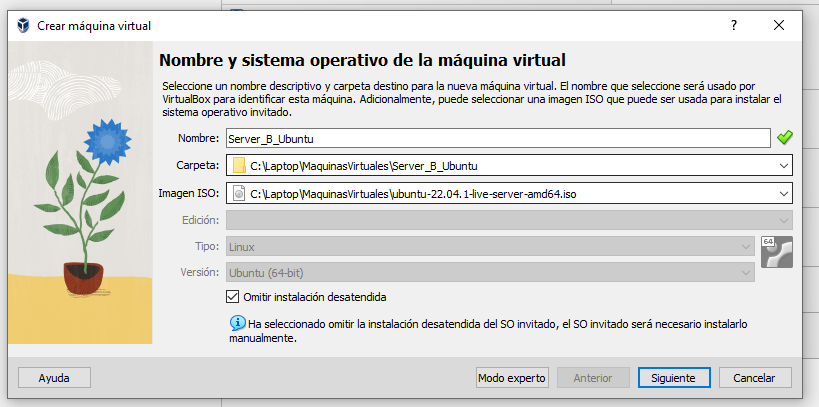 Crear máquina virtual
?
Nombre y sistema operativo de la máquina virtual
Seleccione un nombre descriptivo y carpeta destino para la nueva máquina virtual. El nombre que seleccione será usado por
VirtualBox para identificar esta máquina. Adicionalmente, puede seleccionar una imagen ISO que puede ser usada para instalar el
sistema operativo invitado.
Nombre: Server_B_Ubuntu
Carpeta: C:\Laptop\MaquinasVirtuales\Server_B_Ubuntu
Imagen ISO: C:\Laptop\MaquinasVirtuales\ubuntu-22.04.1-live-server-amd64.iso
Edición:
Tipo: Linux
64
Versión: Ubuntu (64-bit)
Omitir instalación desatendida
Ha seleccionado omitir la instalación desatendida del SO invitado, el SO invitado será necesario instalarlo
manualmente.
Ayuda Modo experto Anterior Siguiente Cancelar